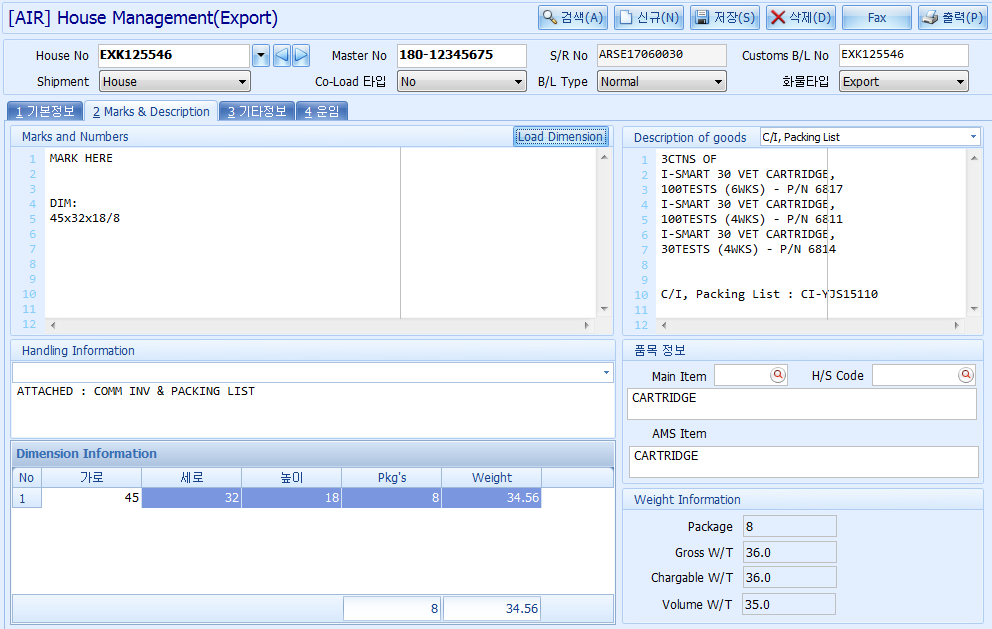 [AIR] House Management(Export)
검색(A) 신규(N) 저장(S) 삭제(D) Fax 출력(P)
House No EXK125546 Master No 180-12345675 S/R No ARSE17060030 Customs B/L No EXK125546
Shipment House Co-Load 타입 No B/L Type Normal 화물타입 Export
1 기본정보 2 Marks & Description 3 기타정보 4 운임
Marks and Numbers Load Dimension
1 MARK HERE
2
3
4 DIM:
5 45x32x18/8
6
7
8
9
10
11
12
Description of goods C/I, Packing List
1 3CTNS OF
2 I-SMART 30 VET CARTRIDGE,
3 100TESTS (6WKS) - P/N 6817
4 I-SMART 30 VET CARTRIDGE,
5 100TESTS (4WKS) - P/N 6811
6 I-SMART 30 VET CARTRIDGE,
7 30TESTS (4WKS) - P/N 6814
8
9
10 C/I, Packing List : CI-YJS15110
11
12
Handling Information
ATTACHED : COMM INV & PACKING LIST
품목 정보
Main Item H/S Code
CARTRIDGE
AMS Item
CARTRIDGE
Dimension Information
No 가로 세로 높이 Pkg's Weight
1 45 32 18 8 34.56
8 34.56
Weight Information
Package 8
Gross W/T 36.0
Chargable W/T 36.0
Volume W/T 35.0